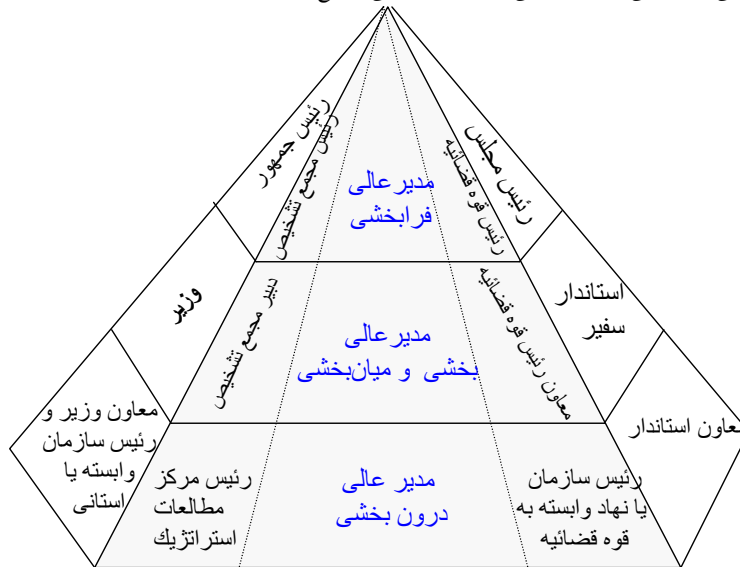 رئیس جمهور
رئیس مجمع تشخیص
مدیر عالی
فرابخشی
رئیس قوه قضائیه
رئیس مجلس
وزیر
دبیر مجمع تشخیص
مدیر عالی
بخشی و میان‌بخشی
معاون رئیس قوه قضائیه
استاندار
سفیر
معاون وزیر و
رئیس سازمان
وابسته یا
استانی
رئیس مرکز
مطالعات
استراتژیك
مدیر عالی
درون بخشی
رئیس سازمان
یا نهاد وابسته به
قوه قضائیه
معاون استاندار